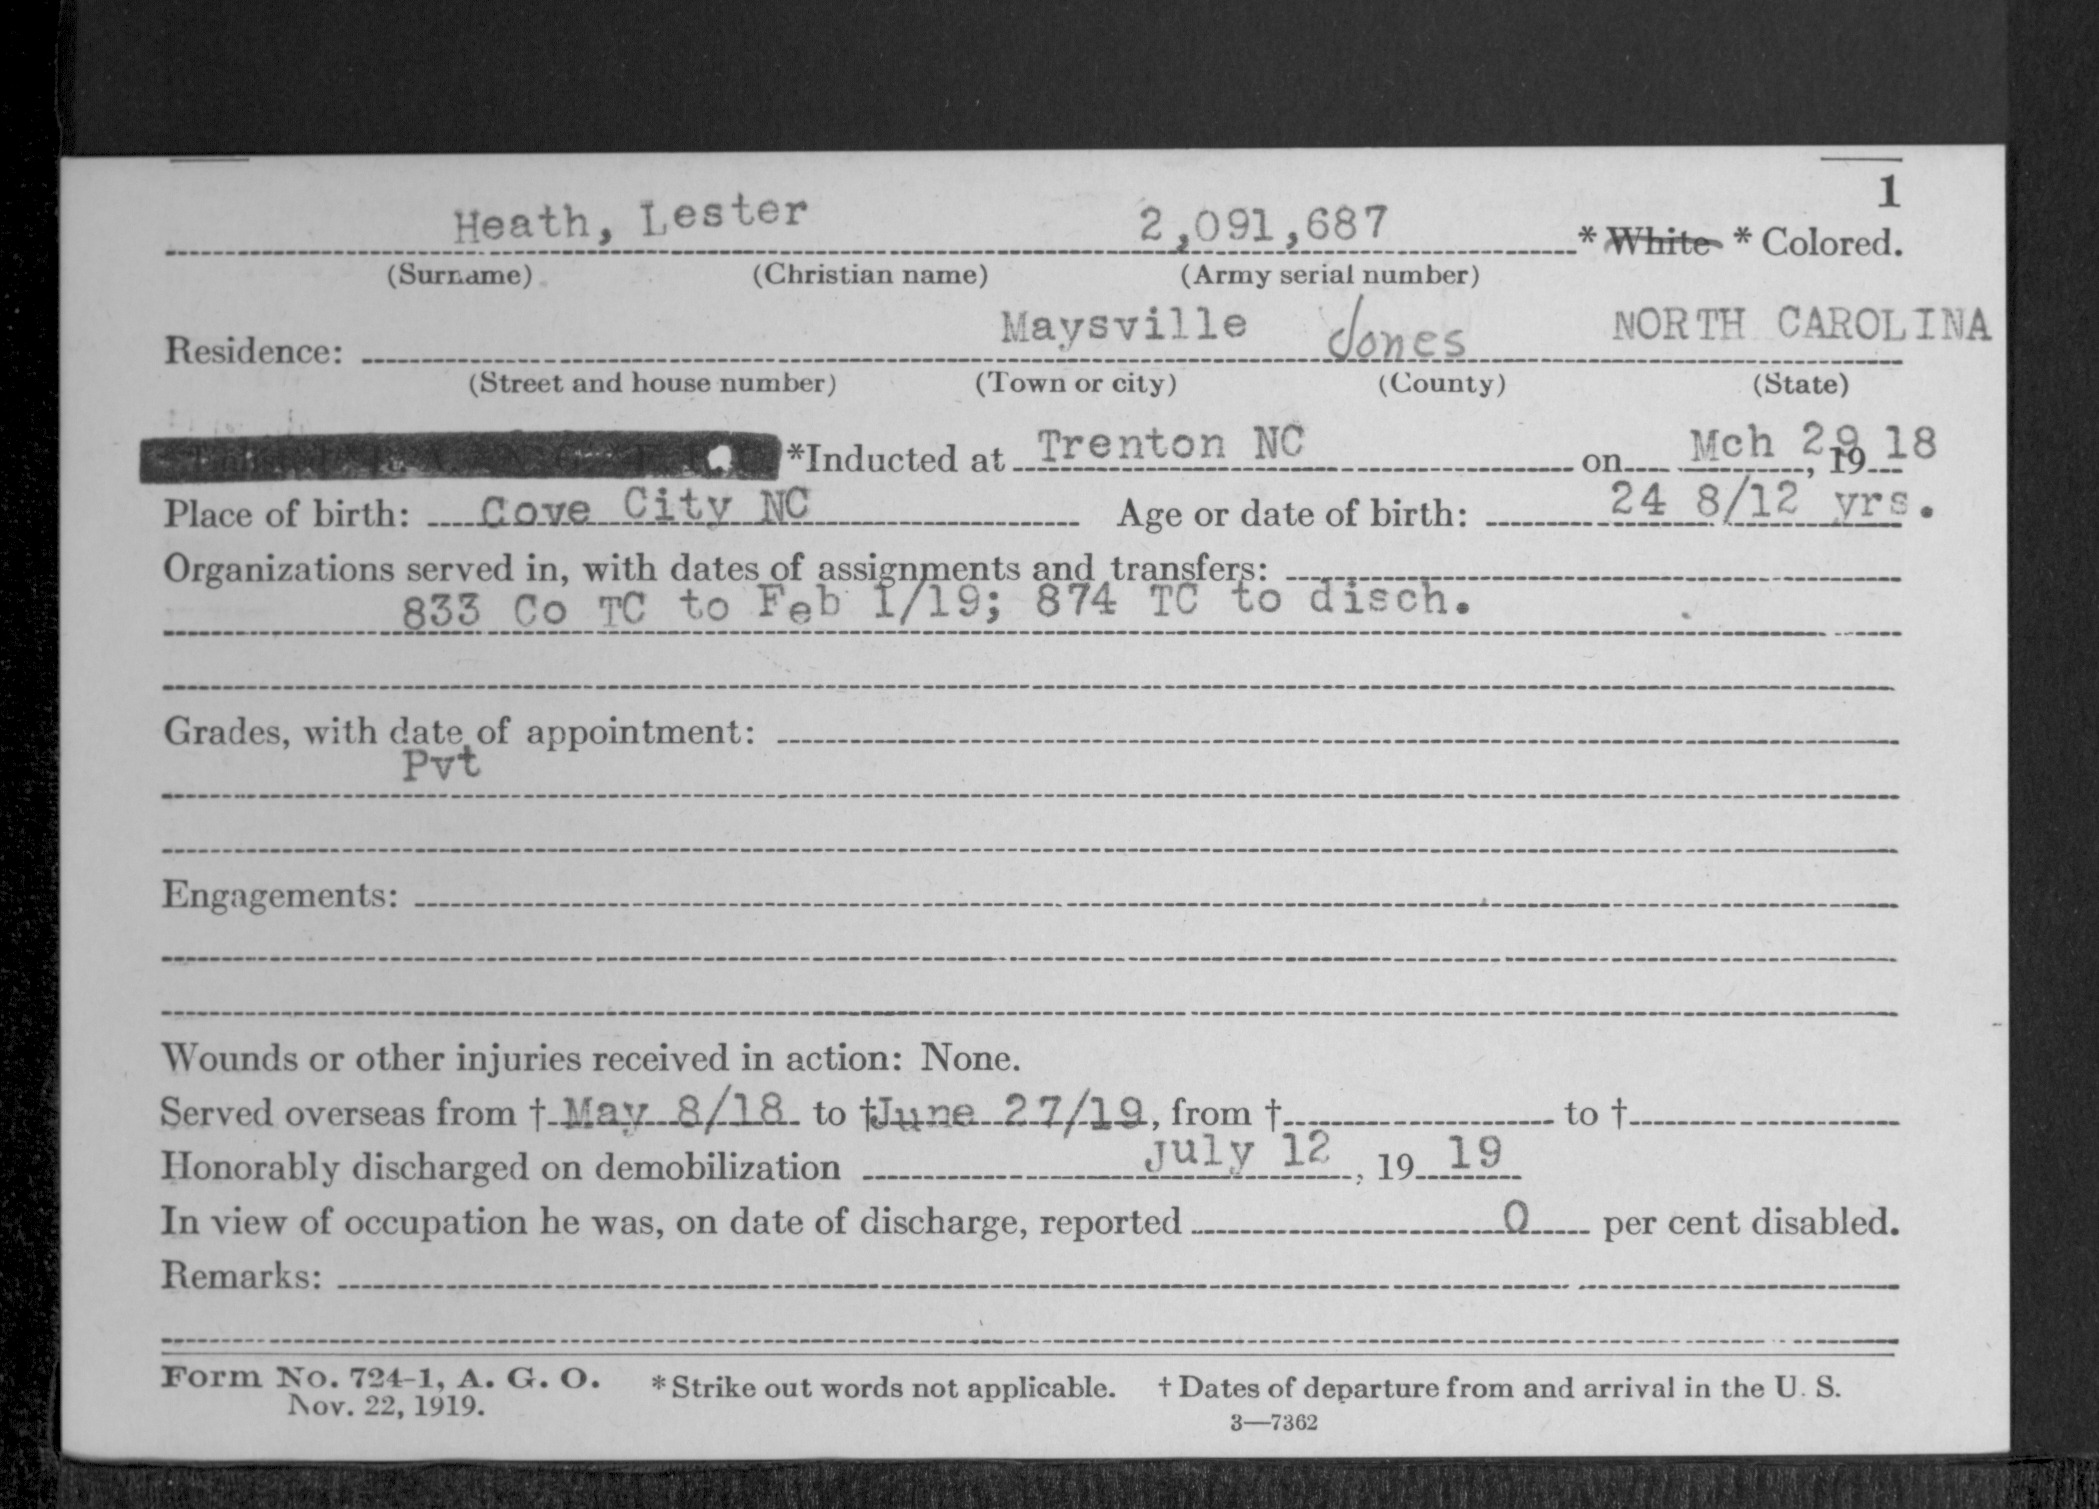 1
Heath, Lester 2,091,687 * White * Colored.
(Surname) (Christian name) (Army serial number)
Residence: Maysville Jones NORTH CAROLINA
(Street and house number) (Town or city) (County) (State)
*Inducted at Trenton NC on Mch 29, 1918
Place of birth: Cove City NC Age or date of birth: 24 8/12 yrs.
Organizations served in, with dates of assignments and transfers:
833 Co TC to Feb 1/19; 874 TC to disch.
Grades, with date of appointment:
Pvt
Engagements:
Wounds or other injuries received in action: None.
Served overseas from † May 8/18 to † June 27/19, from † to †
Honorably discharged on demobilization July 12, 19 19
In view of occupation he was, on date of discharge, reported 0 per cent disabled.
Remarks:
Form No. 724-1, A. G. O. * Strike out words not applicable. † Dates of departure from and arrival in the U. S.
Nov. 22, 1919.
3—7362